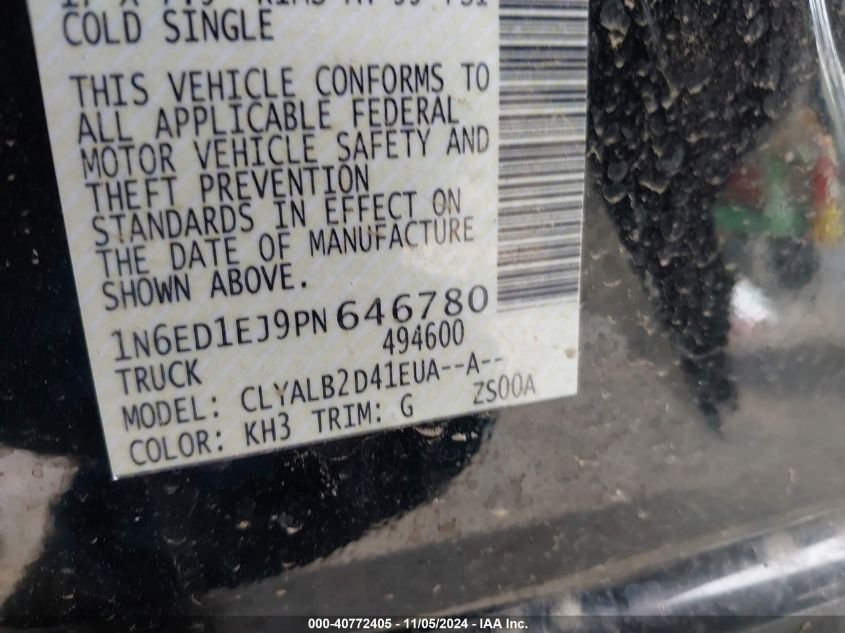 COLD SINGLE
THIS VEHICLE CONFORMS TO
ALL APPLICABLE FEDERAL
MOTOR VEHICLE SAFETY AND
THEFT PREVENTION
STANDARDS IN EFFECT ON
THE DATE OF MANUFACTURE
SHOWN ABOVE.
1N6ED1EJ9PN646780
TRUCK 494600
MODEL: CLYALB2D41EUA--A--
COLOR: KH3 TRIM: G ZS00A
000-40772405 - 11/05/2024 - IAA Inc.